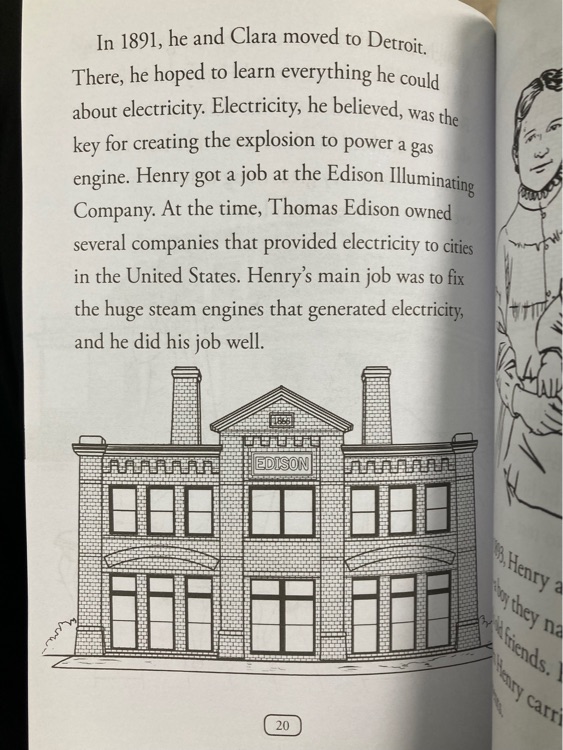 In 1891, he and Clara moved to Detroit.
There, he hoped to learn everything he could
about electricity. Electricity, he believed, was the
key for creating the explosion to power a gas
engine. Henry got a job at the Edison Illuminating
Company. At the time, Thomas Edison owned
several companies that provided electricity to cities
in the United States. Henry's main job was to fix
the huge steam engines that generated electricity,
and he did his job well.
EDISON
20
Henry
boy they
friends.
Henry